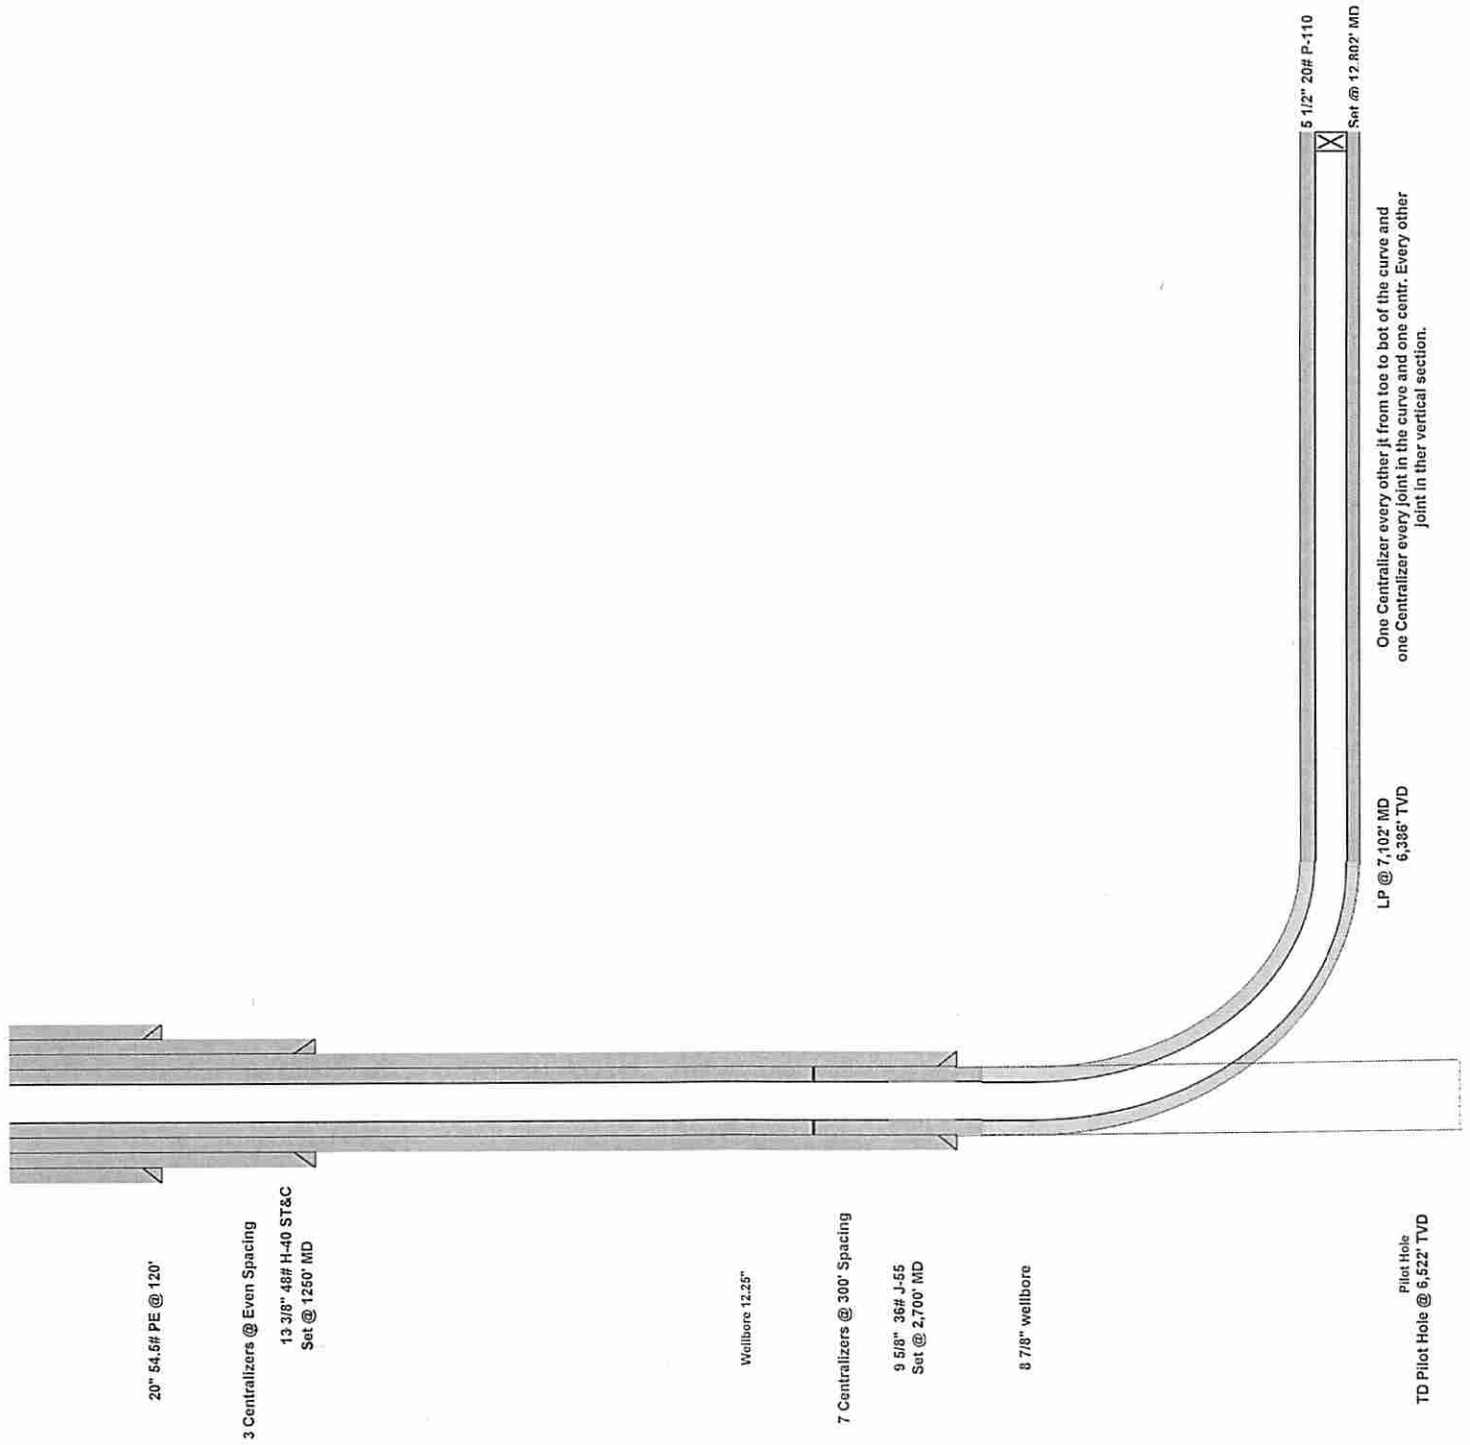 20" 54.5# PE @ 120'
3 Centralizers @ Even Spacing
13 3/8" 48# H-40 ST&C
Set @ 1250' MD
Wellbore 12.25"
7 Centralizers @ 300' Spacing
9 5/8" 36# J-55
Set @ 2,700' MD
8 7/8" wellbore
Pilot Hole
TD Pilot Hole @ 6,522' TVD
LP @ 7,102' MD
6,386' TVD
One Centralizer every other jt from toe to bot of the curve and
one Centralizer every joint in the curve and one centr. Every other
joint in ther vertical section.
5 1/2" 20# P-110
Set @ 12,802' MD